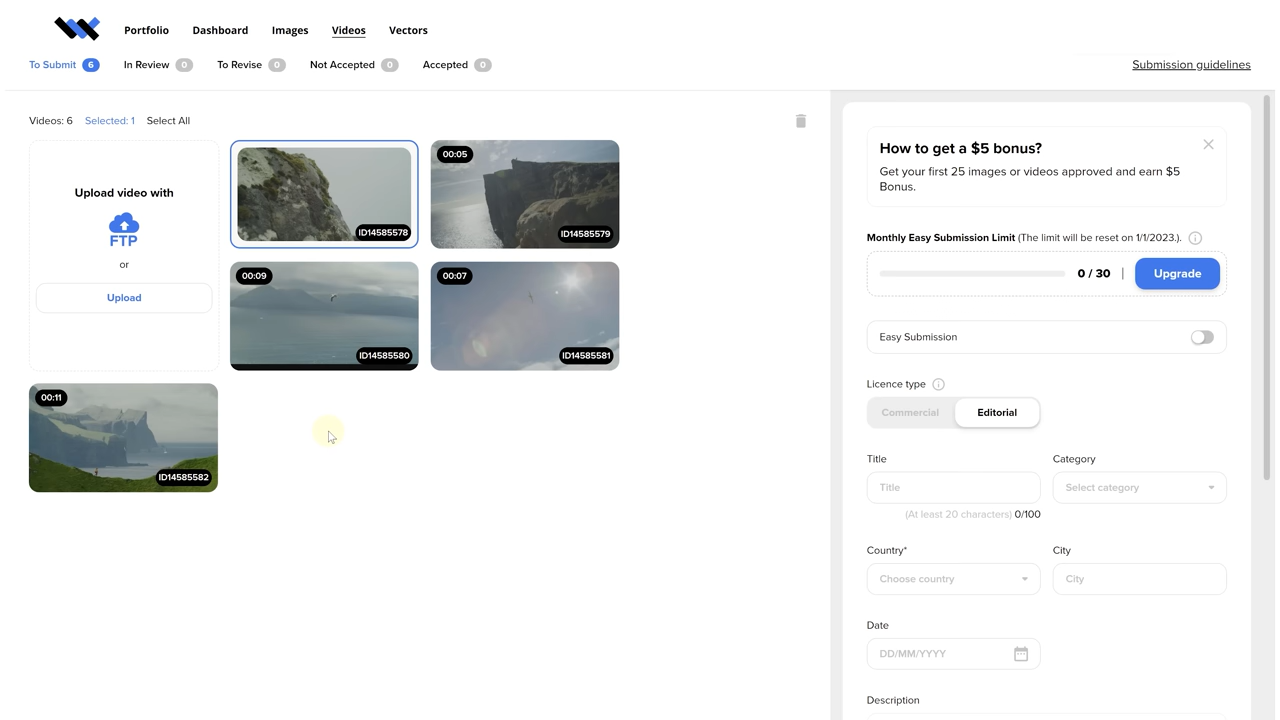 Portfolio Dashboard Images Videos Vectors
To Submit 6 In Review 0 To Revise 0 Not Accepted 0 Accepted 0
Submission guidelines
Videos: 6 Selected: 1 Select All
Upload video with
FTP
or
Upload
ID14585578
00:05
ID14585579
00:09
ID14585580
00:07
ID14585581
00:11
ID14585582
How to get a $5 bonus?
Get your first 25 images or videos approved and earn $5
Bonus.
Monthly Easy Submission Limit (The limit will be reset on 1/1/2023.).
0 / 30 | Upgrade
Easy Submission
Licence type
Commercial Editorial
Title
Title
(At least 20 characters) 0/100
Category
Select category
Country*
Choose country
City
City
Date
DD/MM/YYYY
Description